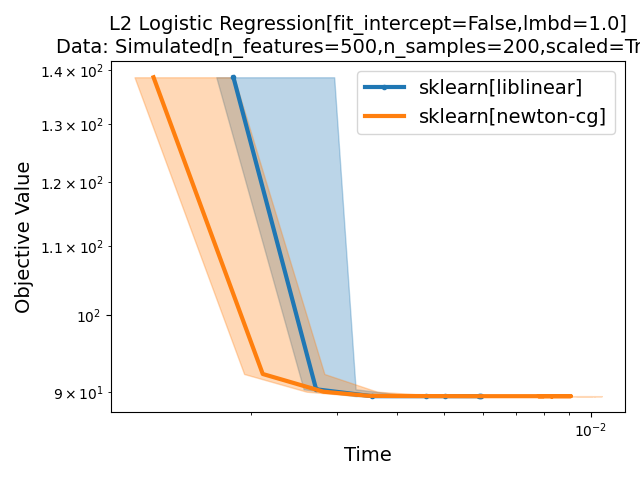 L2 Logistic Regression[fit_intercept=False,lmbd=1.0]
Data: Simulated[n_features=500,n_samples=200,scaled=Tr
sklearn[liblinear]
sklearn[newton-cg]
Objective Value
1.4 × 10²
1.3 × 10²
1.2 × 10²
1.1 × 10²
10²
9 × 10¹
10⁻²
Time